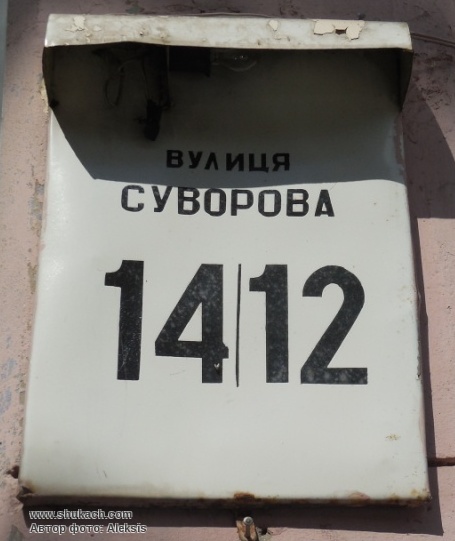 ВУЛИЦЯ
СУВОРОВА
14|12
www.shukach.com
Автор фото: Aleksis